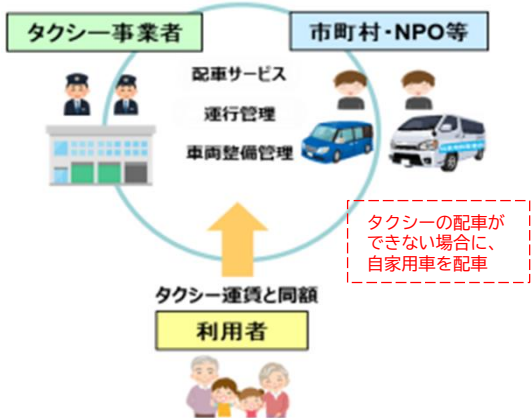 タクシー事業者
市町村・NPO等
配車サービス
運行管理
車両整備管理
タクシーの配車が
できない場合に、
自家用車を配車
タクシー運賃と同額
利用者